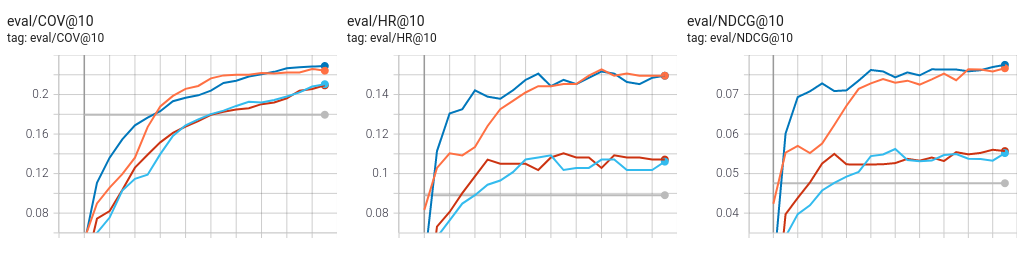 eval/COV@10
tag: eval/COV@10
0.2
0.16
0.12
0.08
eval/HR@10
tag: eval/HR@10
0.14
0.12
0.1
0.08
eval/NDCG@10
tag: eval/NDCG@10
0.07
0.06
0.05
0.04